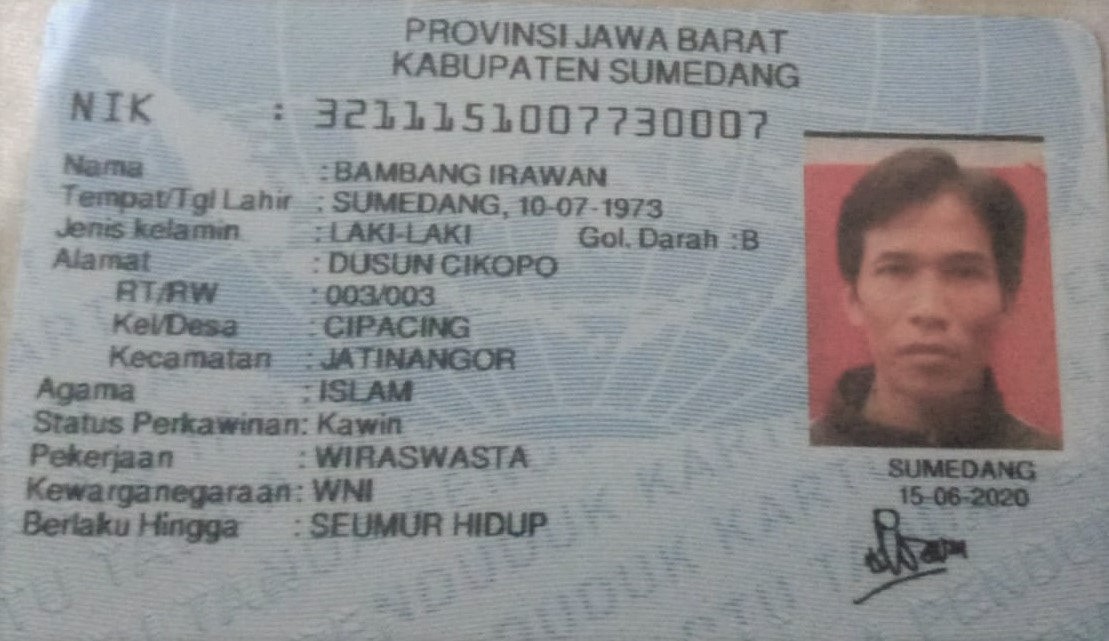 PROVINSI JAWA BARAT
KABUPATEN SUMEDANG
NIK : 3211151007730007
Nama : BAMBANG IRAWAN
Tempat/Tgl Lahir : SUMEDANG, 10-07-1973
Jenis kelamin : LAKI-LAKI Gol. Darah : B
Alamat : DUSUN CIKOPO
RT/RW : 003/003
Kel/Desa : CIPACING
Kecamatan : JATINANGOR
Agama : ISLAM
Status Perkawinan: Kawin
Pekerjaan : WIRASWASTA
Kewarganegaraan: WNI
Berlaku Hingga : SEUMUR HIDUP
SUMEDANG
15-06-2020